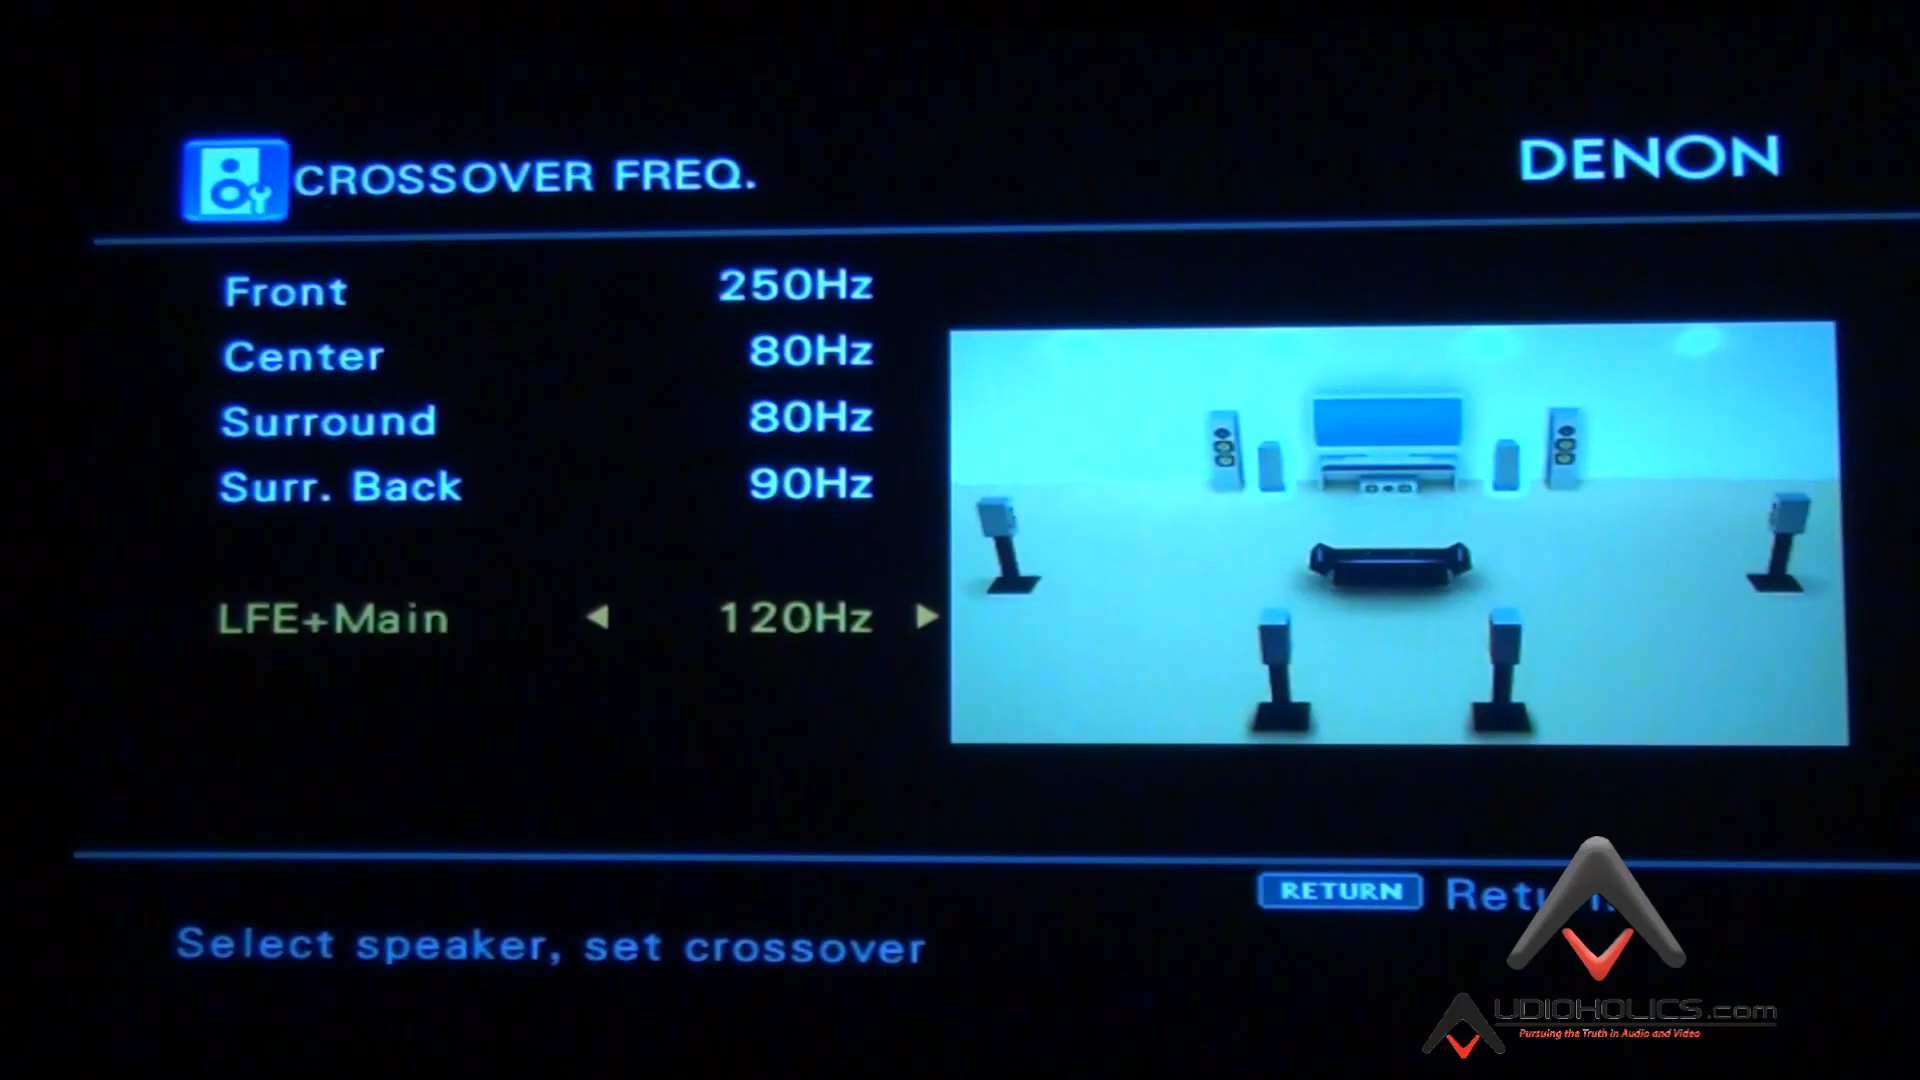 CROSSOVER FREQ.
DENON
Front 250Hz
Center 80Hz
Surround 80Hz
Surr. Back 90Hz
LFE+Main ◀ 120Hz ▶
RETURN
Select speaker, set crossover
AUDIOHOLICS.com
Pursuing the Truth in Audio and Video